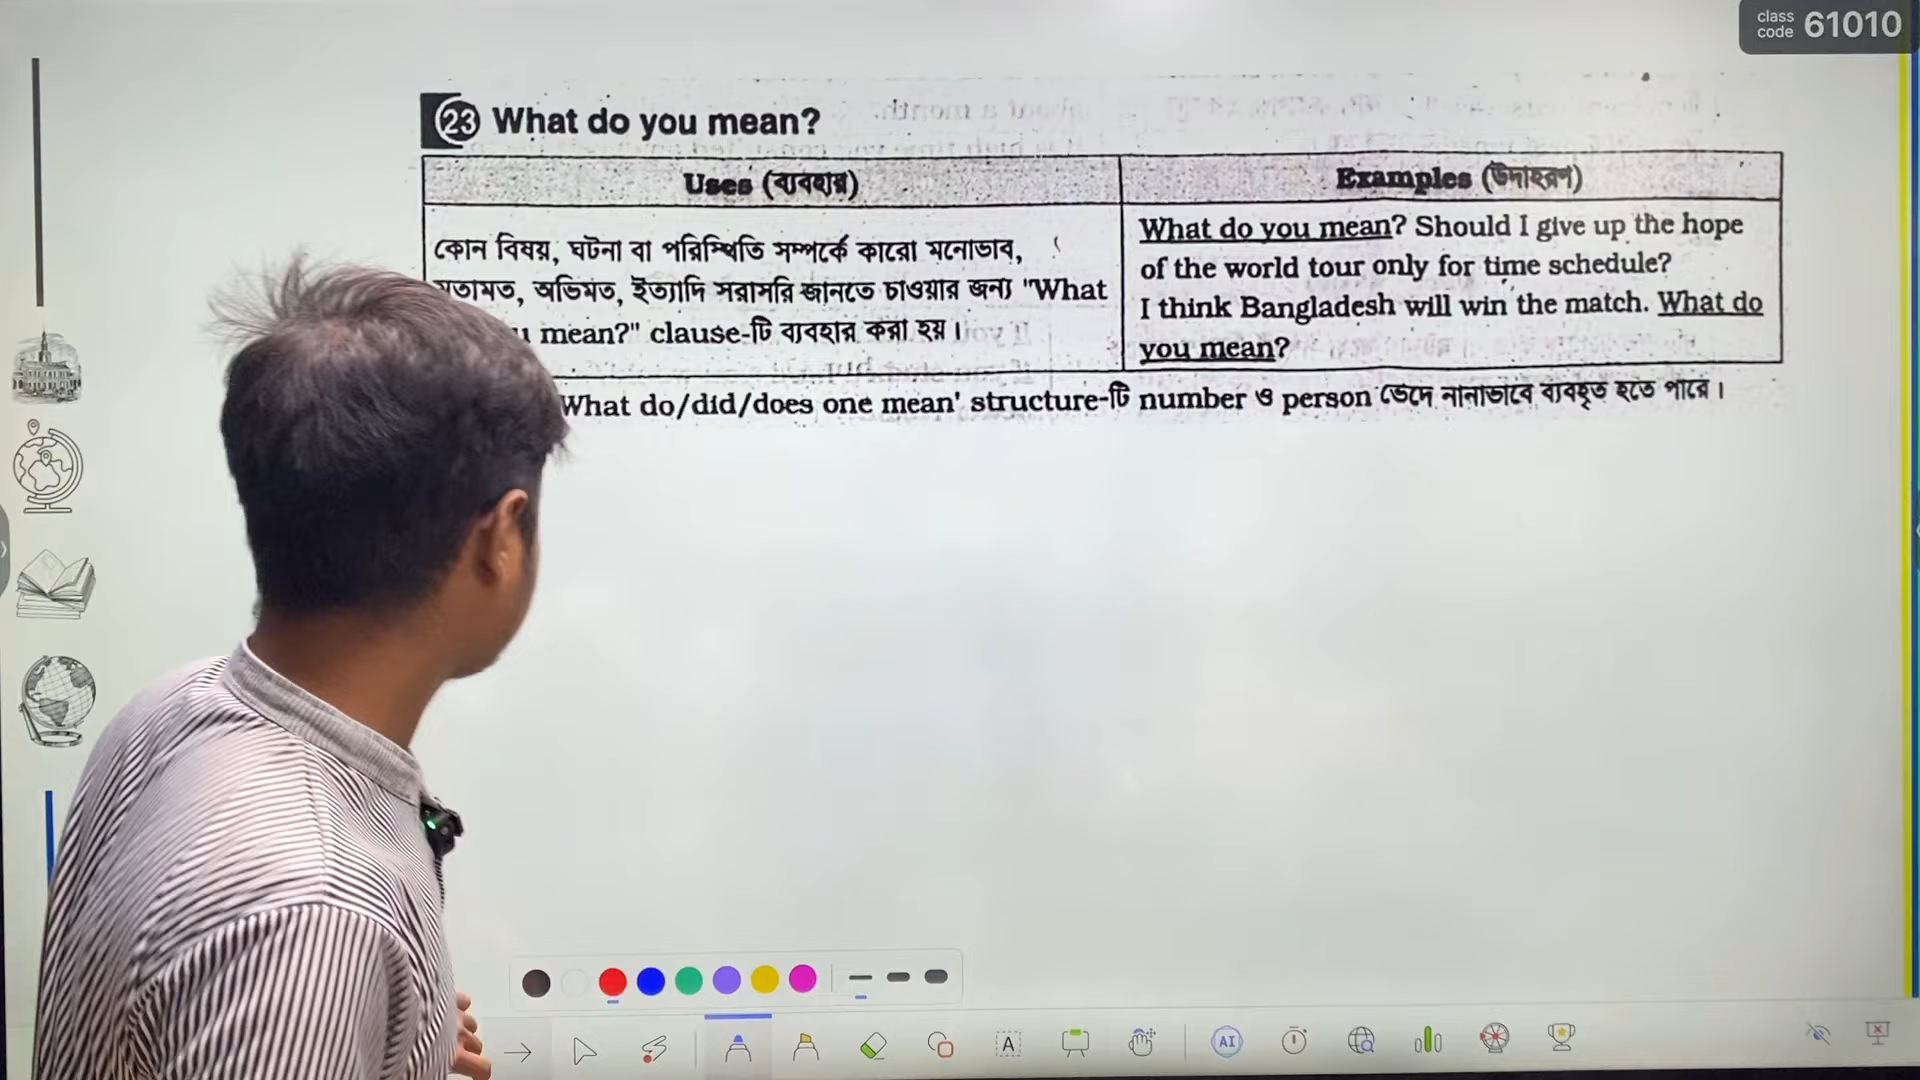 class code 61010
23 What do you mean?
Uses (ব্যবহার)
Examples (উদাহরণ)
কোন বিষয়, ঘটনা বা পরিস্থিতি সম্পর্কে কারো মনোভাব,
মতামত, অভিমত, ইত্যাদি সরাসরি জানতে চাওয়ার জন্য "What
mean?" clause-টি ব্যবহার করা হয়।
What do you mean? Should I give up the hope
of the world tour only for time schedule?
I think Bangladesh will win the match. What do
you mean?
What do/did/does one mean' structure-টি number ও person ভেদে নানাভাবে ব্যবহৃত হতে পারে।
A
AI